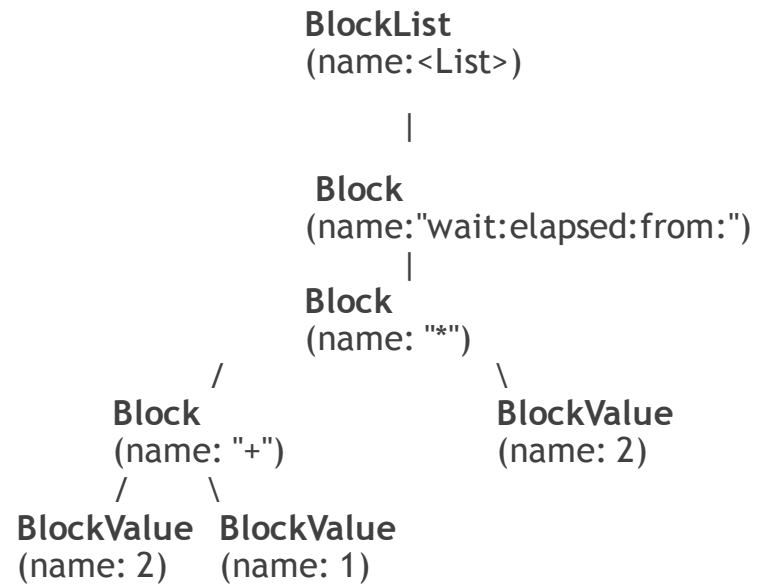 BlockList
(name:<List>)
|
Block
(name:"wait:elapsed:from:")
|
Block
(name: "*")
/ \
Block BlockValue
(name: "+") (name: 2)
/ \
BlockValue BlockValue
(name: 2) (name: 1)